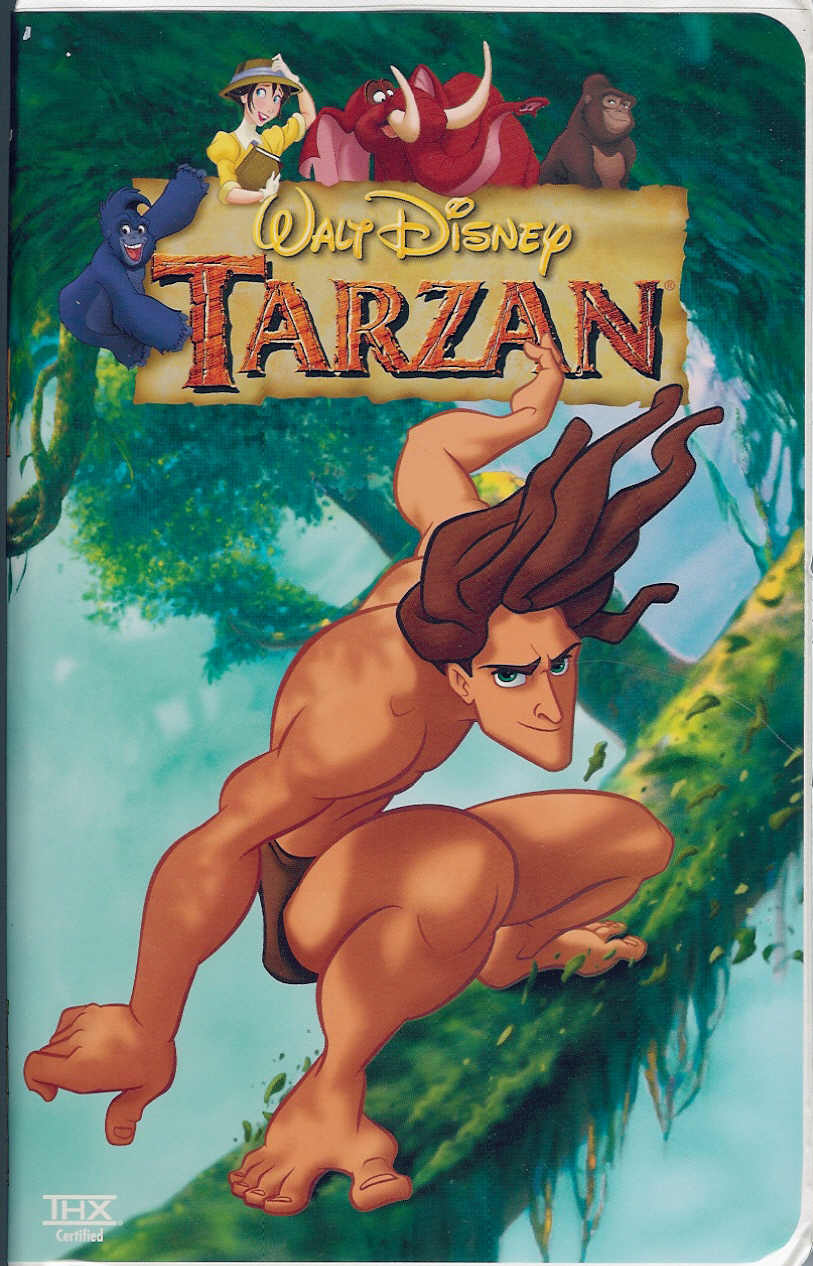 WALT DISNEY
TARZAN®
THX
Certified